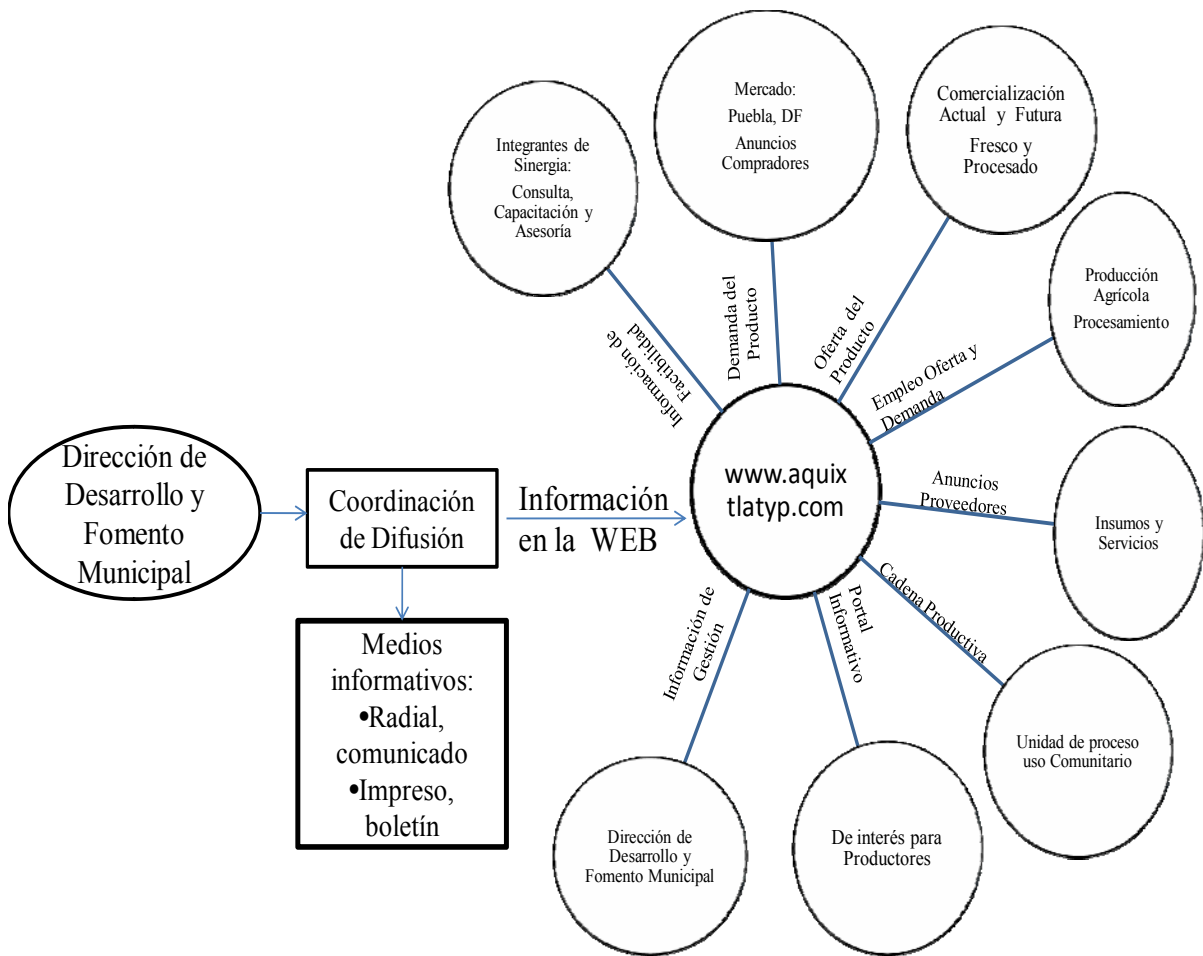 Mercado:
Puebla, DF
Anuncios
Compradores
Comercialización
Actual y Futura
Fresco y
Procesado
Integrantes de
Sinergia:
Consulta,
Capacitación y
Asesoría
Producción
Agrícola
Procesamiento
Información de
Factibilidad
Demanda del
Producto
Oferta del
Producto
Empleo Oferta y
Demanda
Dirección de
Desarrollo y
Fomento
Municipal
Coordinación
de Difusión
Información
en la WEB
www.aquix
tlatyp.com
Anuncios
Proveedores
Insumos y
Servicios
Medios
informativos:
•Radial,
comunicado
•Impreso,
boletín
Información de
Gestión
Portal
Informativo
Cadena Productiva
Unidad de proceso
uso Comunitario
Dirección de
Desarrollo y
Fomento Municipal
De interés para
Productores